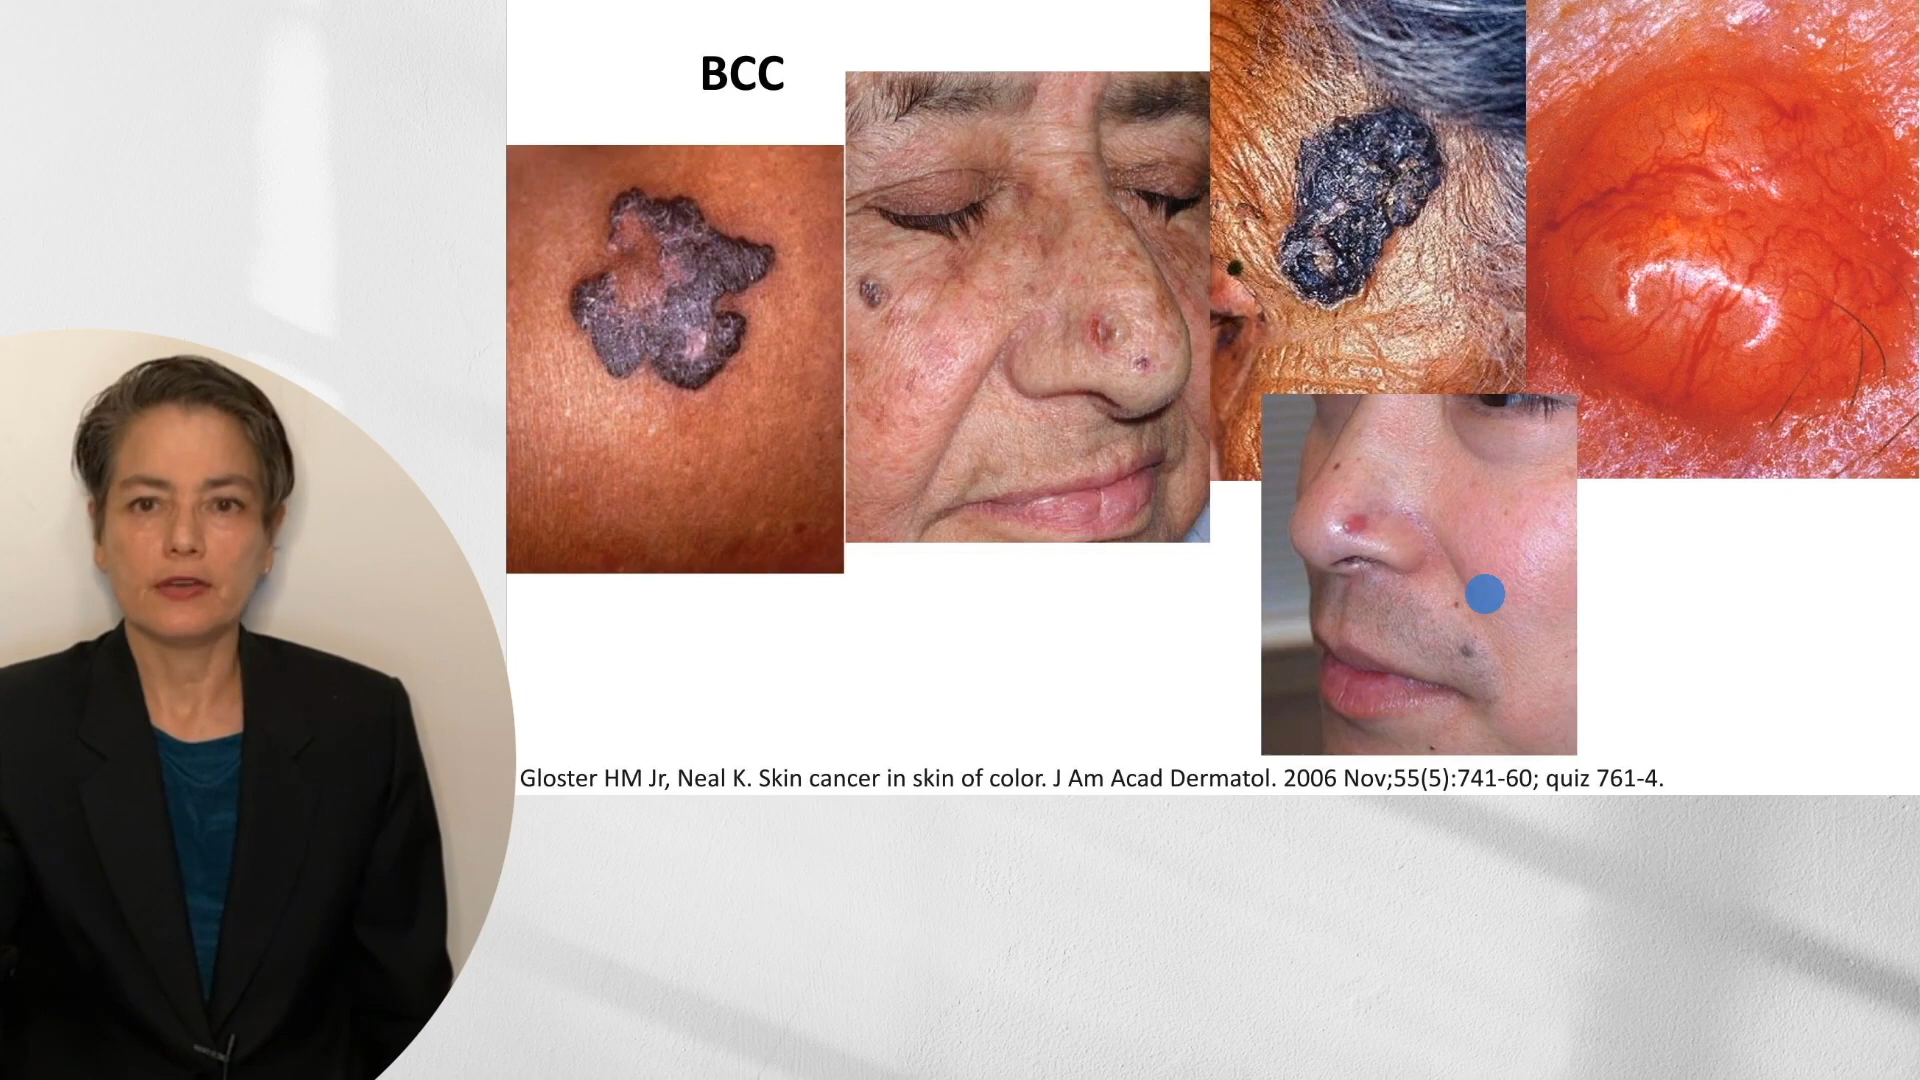 BCC
Gloster HM Jr, Neal K. Skin cancer in skin of color. J Am Acad Dermatol. 2006 Nov;55(5):741-60; quiz 761-4.